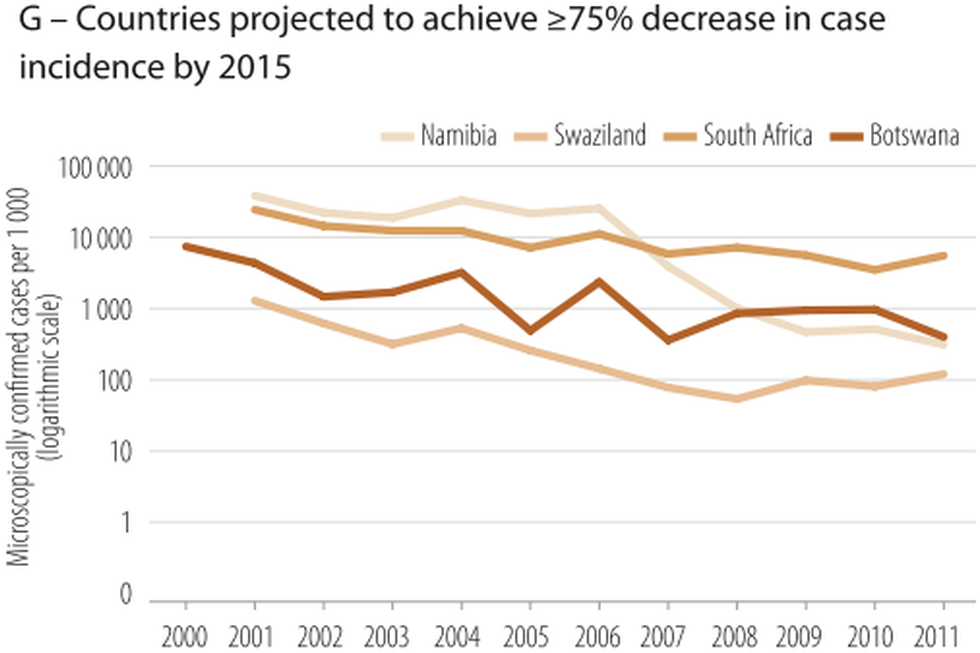 G – Countries projected to achieve ≥75% decrease in case
incidence by 2015
Namibia Swaziland South Africa Botswana
Microscopically confirmed cases per 1 000
(logarithmic scale)
100 000
10 000
1 000
100
10
1
0
2000 2001 2002 2003 2004 2005 2006 2007 2008 2009 2010 2011